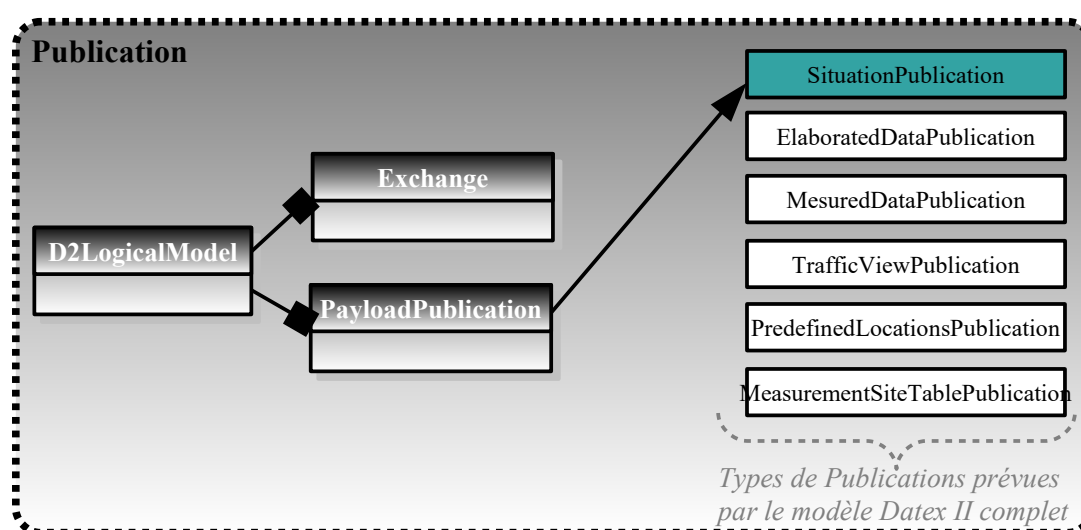 Publication
SituationPublication
ElaboratedDataPublication
Exchange
MesuredDataPublication
D2LogicalModel
TrafficViewPublication
PayloadPublication
PredefinedLocationsPublication
MeasurementSiteTablePublication
Types de Publications prévues
par le modèle Datex II complet